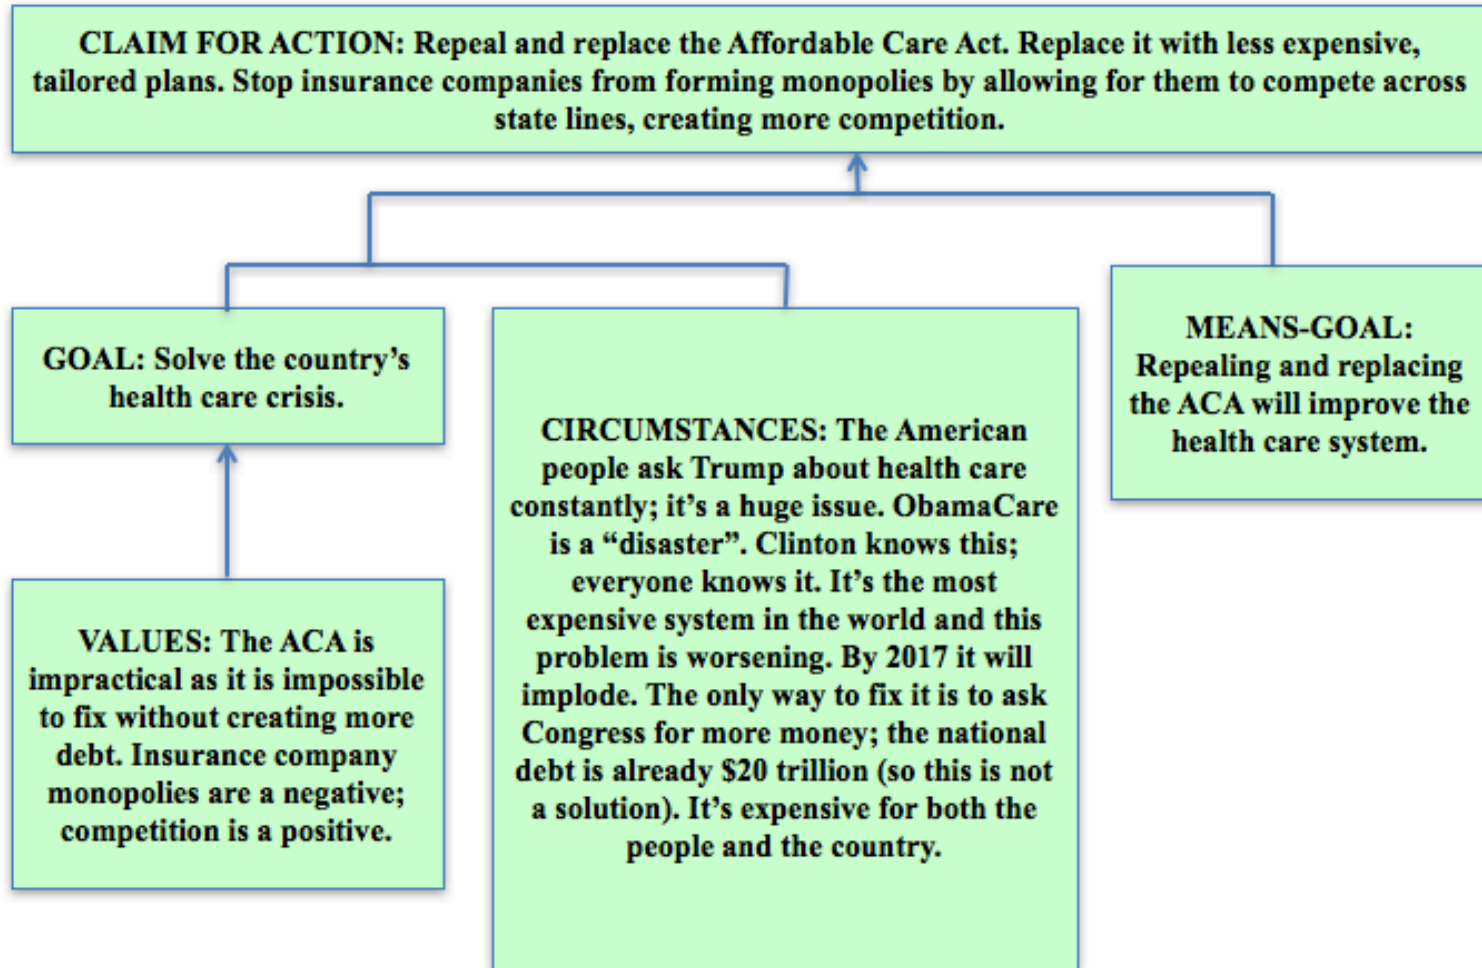 CLAIM FOR ACTION: Repeal and replace the Affordable Care Act. Replace it with less expensive,
tailored plans. Stop insurance companies from forming monopolies by allowing for them to compete across
state lines, creating more competition.
GOAL: Solve the country’s
health care crisis.
VALUES: The ACA is
impractical as it is impossible
to fix without creating more
debt. Insurance company
monopolies are a negative;
competition is a positive.
CIRCUMSTANCES: The American
people ask Trump about health care
constantly; it’s a huge issue. ObamaCare
is a “disaster”. Clinton knows this;
everyone knows it. It’s the most
expensive system in the world and this
problem is worsening. By 2017 it will
implode. The only way to fix it is to ask
Congress for more money; the national
debt is already $20 trillion (so this is not
a solution). It’s expensive for both the
people and the country.
MEANS-GOAL:
Repealing and replacing
the ACA will improve the
health care system.